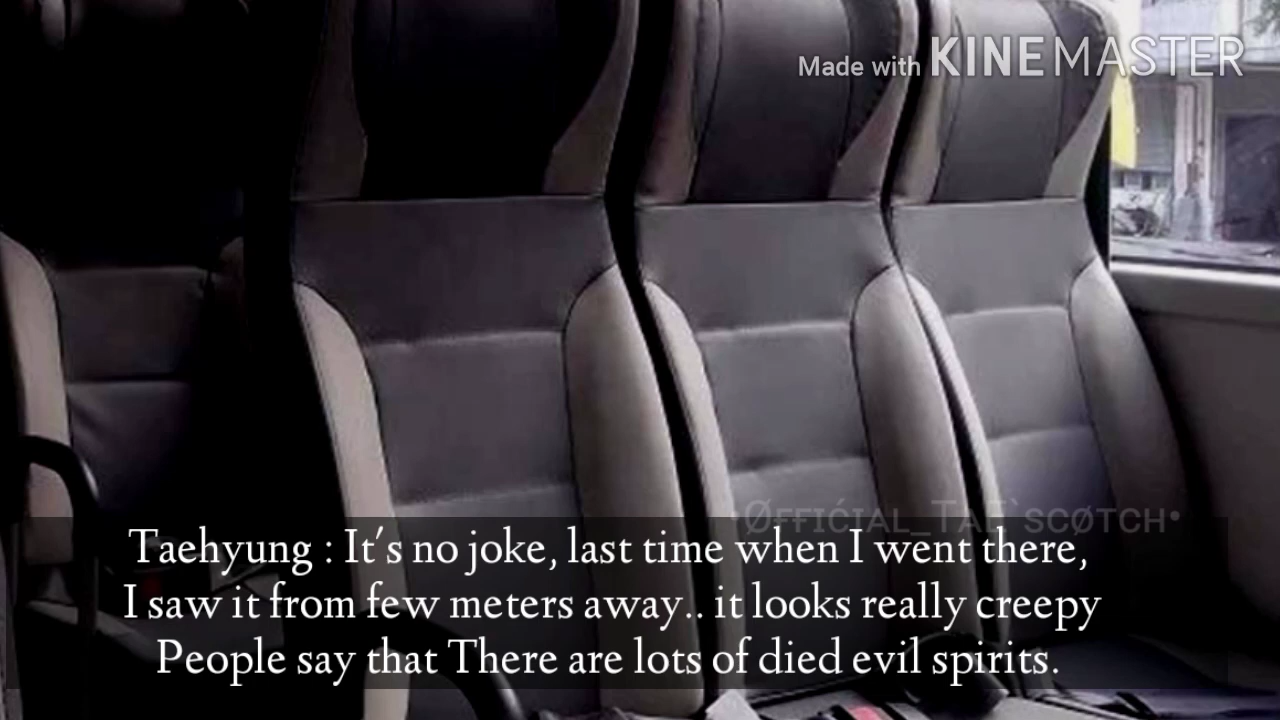 Made with KINEMASTER
•Øffićial_Tae`scøtch•
Taehyung : It's no joke, last time when I went there,
I saw it from few meters away.. it looks really creepy
People say that There are lots of died evil spirits.